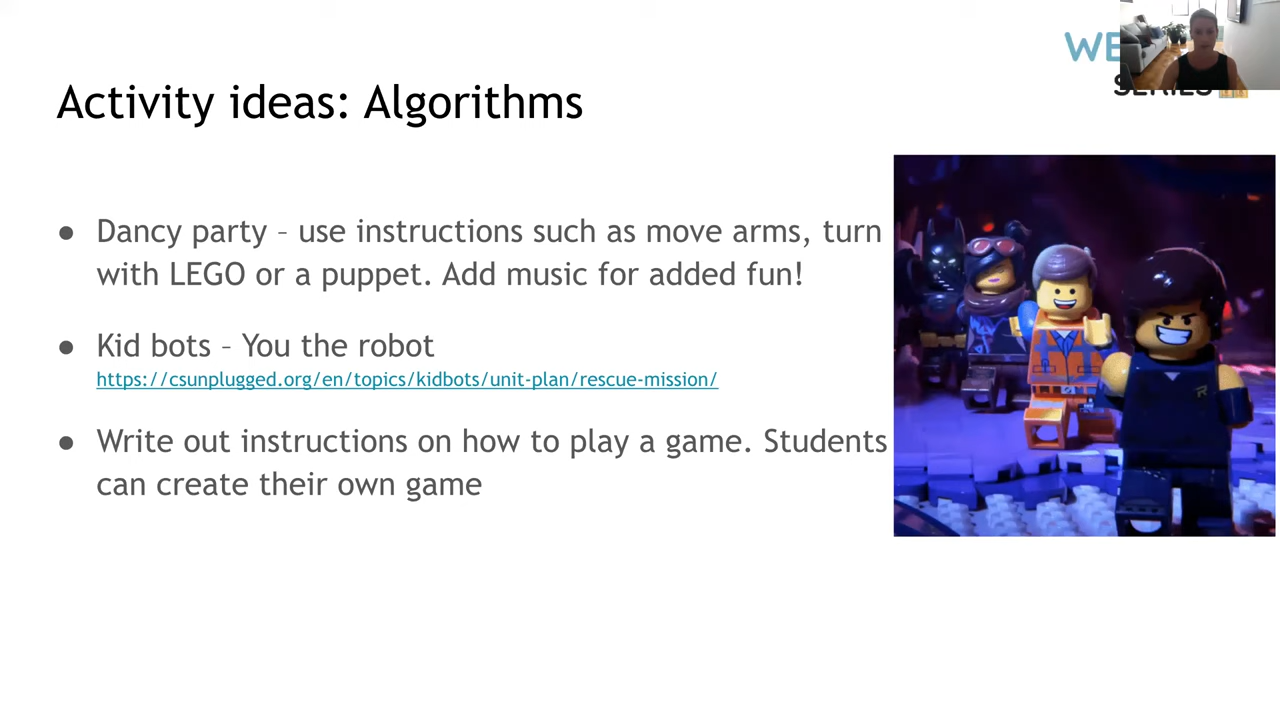 Activity ideas: Algorithms
● Dancy party – use instructions such as move arms, turn
with LEGO or a puppet. Add music for added fun!
● Kid bots – You the robot
https://csunplugged.org/en/topics/kidbots/unit-plan/rescue-mission/
● Write out instructions on how to play a game. Students
can create their own game